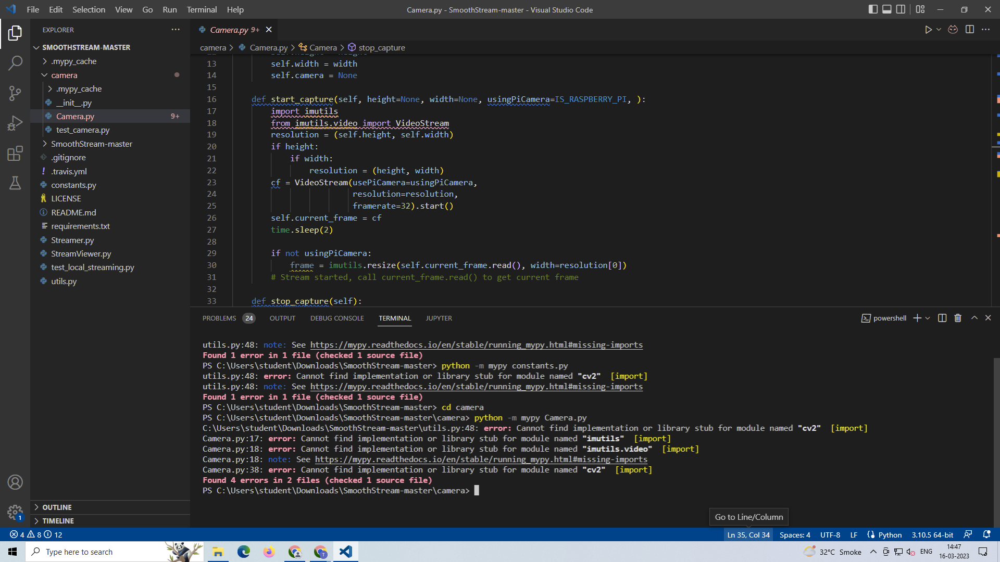 File Edit Selection View Go Run Terminal Help
Camera.py - SmoothStream-master - Visual Studio Code
EXPLORER
SMOOTHSTREAM-MASTER
.mypy_cache
camera
.mypy_cache
__init__.py
Camera.py 9+
test_camera.py
SmoothStream-master
.gitignore
.travis.yml
constants.py
LICENSE
README.md
requirements.txt
Streamer.py
StreamViewer.py
test_local_streaming.py
utils.py
OUTLINE
TIMELINE
Camera.py 9+
camera > Camera.py > Camera > stop_capture
13 self.width = width
14 self.camera = None
15
16 def start_capture(self, height=None, width=None, usingPiCamera=IS_RASPBERRY_PI, ):
17 import imutils
18 from imutils.video import VideoStream
19 resolution = (self.height, self.width)
20 if height:
21 if width:
22 resolution = (height, width)
23 cf = VideoStream(usePiCamera=usingPiCamera,
24 resolution=resolution,
25 framerate=32).start()
26 self.current_frame = cf
27 time.sleep(2)
28
29 if not usingPiCamera:
30 frame = imutils.resize(self.current_frame.read(), width=resolution[0])
31 # Stream started, call current_frame.read() to get current frame
32
33 def stop_capture(self):
PROBLEMS 24 OUTPUT DEBUG CONSOLE TERMINAL JUPYTER
powershell
utils.py:48: note: See https://mypy.readthedocs.io/en/stable/running_mypy.html#missing-imports
Found 1 error in 1 file (checked 1 source file)
PS C:\Users\student\Downloads\SmoothStream-master> python -m mypy constants.py
utils.py:48: error: Cannot find implementation or library stub for module named "cv2"  [import]
utils.py:48: note: See https://mypy.readthedocs.io/en/stable/running_mypy.html#missing-imports
Found 1 error in 1 file (checked 1 source file)
PS C:\Users\student\Downloads\SmoothStream-master> cd camera
PS C:\Users\student\Downloads\SmoothStream-master\camera> python -m mypy Camera.py
C:\Users\student\Downloads\SmoothStream-master\utils.py:48: error: Cannot find implementation or library stub for module named "cv2"  [import]
Camera.py:17: error: Cannot find implementation or library stub for module named "imutils"  [import]
Camera.py:18: error: Cannot find implementation or library stub for module named "imutils.video"  [import]
Camera.py:18: note: See https://mypy.readthedocs.io/en/stable/running_mypy.html#missing-imports
Camera.py:38: error: Cannot find implementation or library stub for module named "cv2"  [import]
Found 4 errors in 2 files (checked 1 source file)
PS C:\Users\student\Downloads\SmoothStream-master\camera>
Go to Line/Column
1
4 8 12
Ln 35, Col 34 Spaces: 4 UTF-8 LF Python 3.10.5 64-bit
Type here to search
32°C Smoke
ENG
14:47
16-03-2023